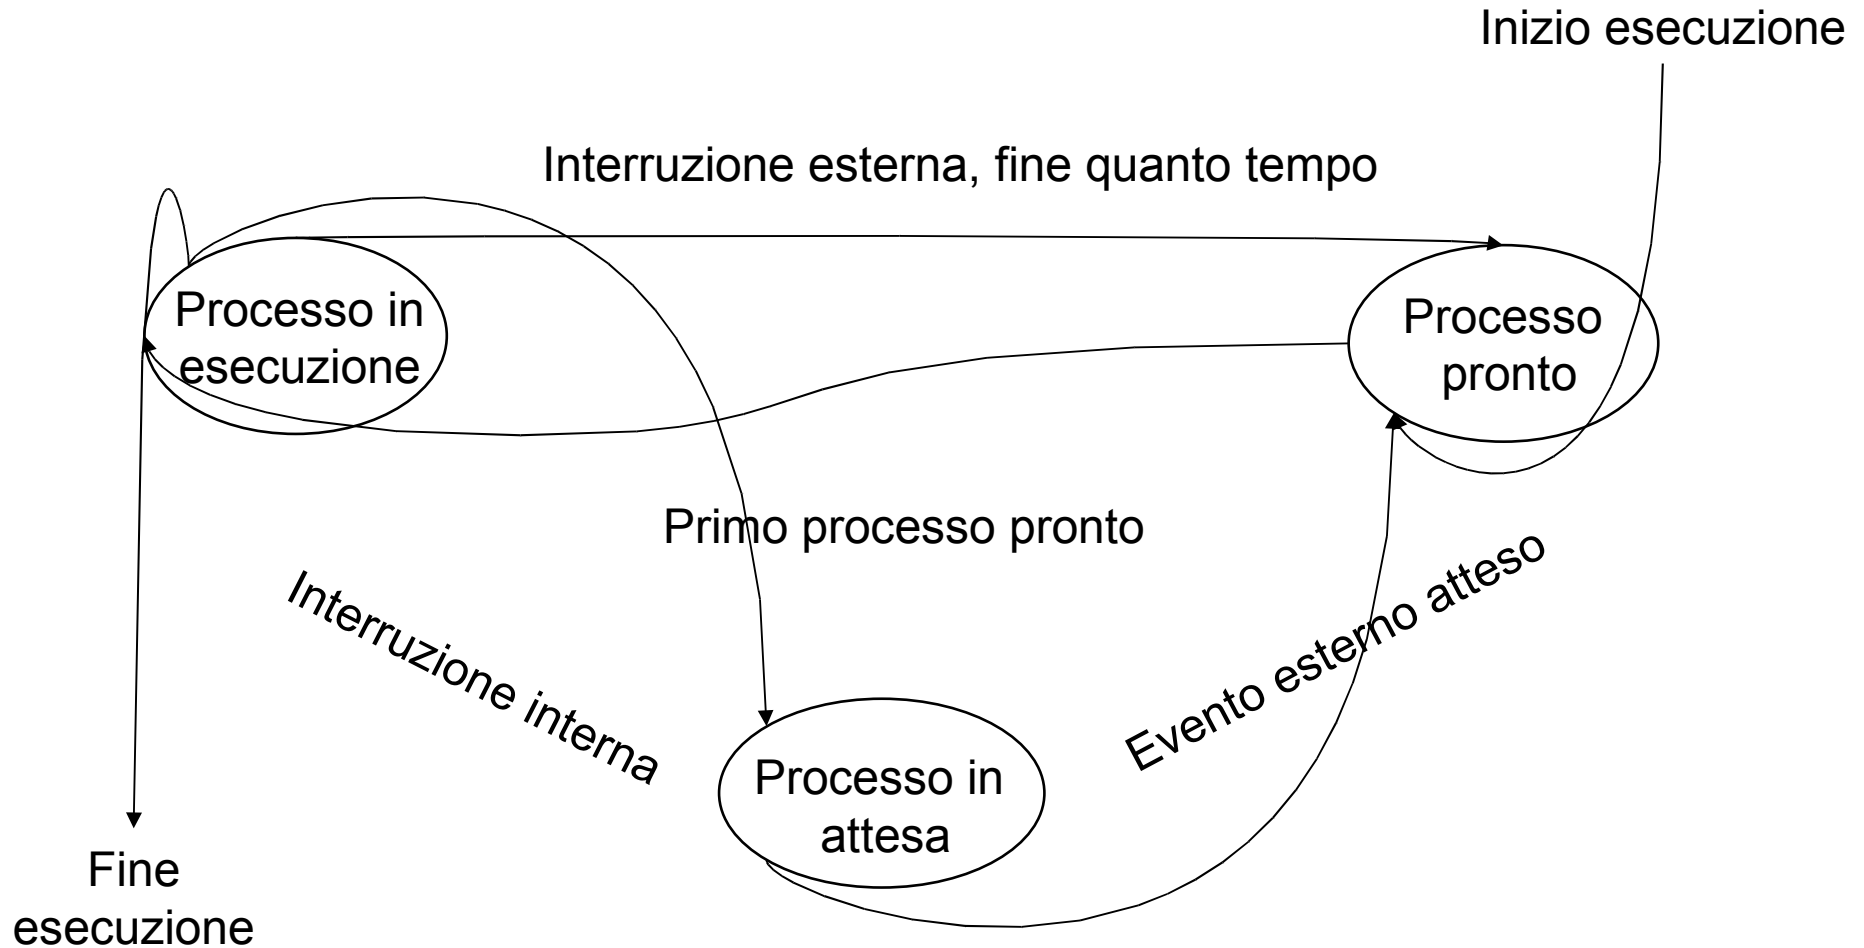 Inizio esecuzione
Interruzione esterna, fine quanto tempo
Processo in
esecuzione
Processo
pronto
Primo processo pronto
Interruzione interna
Evento esterno atteso
Processo in
attesa
Fine
esecuzione